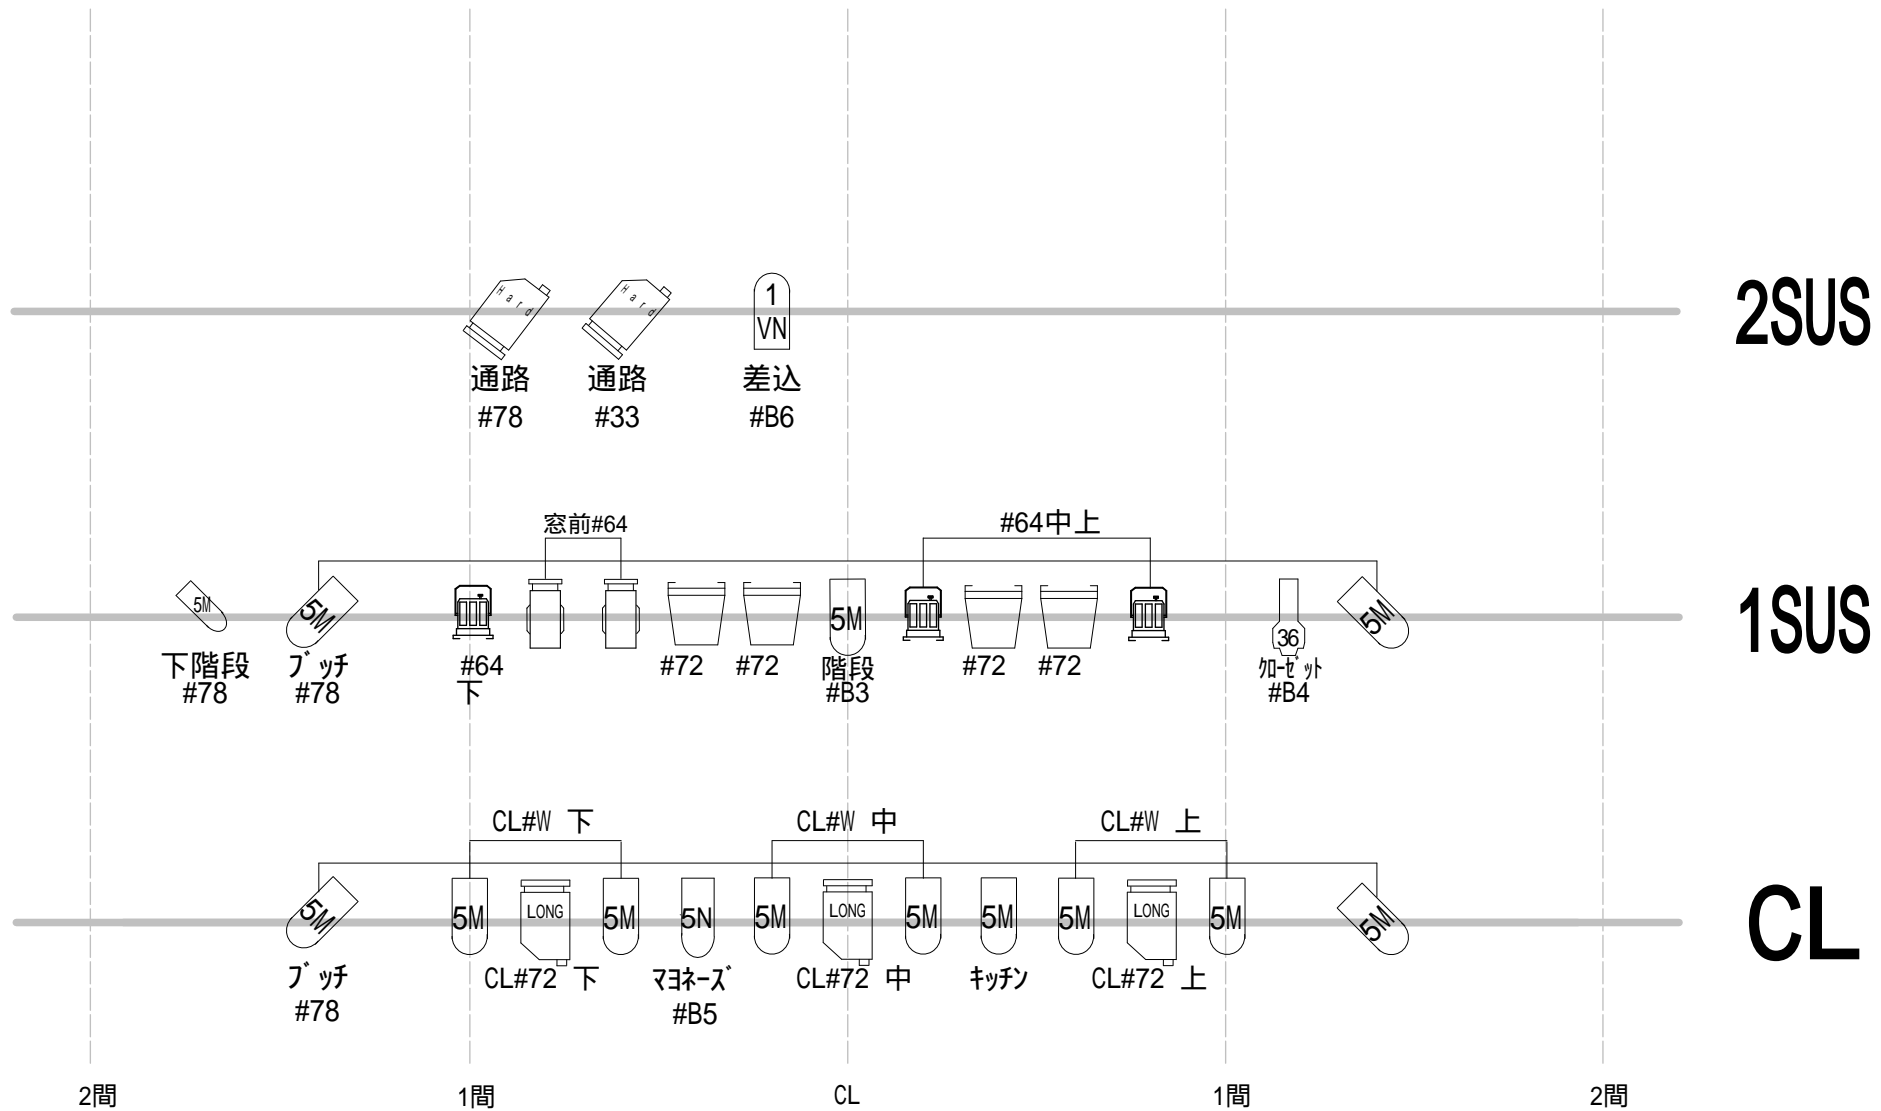 Hard
Hard
1
VN
2SUS
通路
#78
通路
#33
差込
#B6
窓前#64
#64中上
5M
5M
5M
36
5M
1SUS
下階段
#78
ブッチ
#78
#64
下
#72
#72
階段
#B3
#72
#72
クローゼット
#B4
CL#W 下
CL#W 中
CL#W 上
5M
5M
LONG
5M
5N
5M
LONG
5M
5M
5M
LONG
5M
5M
CL
ブッチ
#78
CL#72 下
マヨネーズ
#B5
CL#72 中
キッチン
CL#72 上
2間
1間
CL
1間
2間